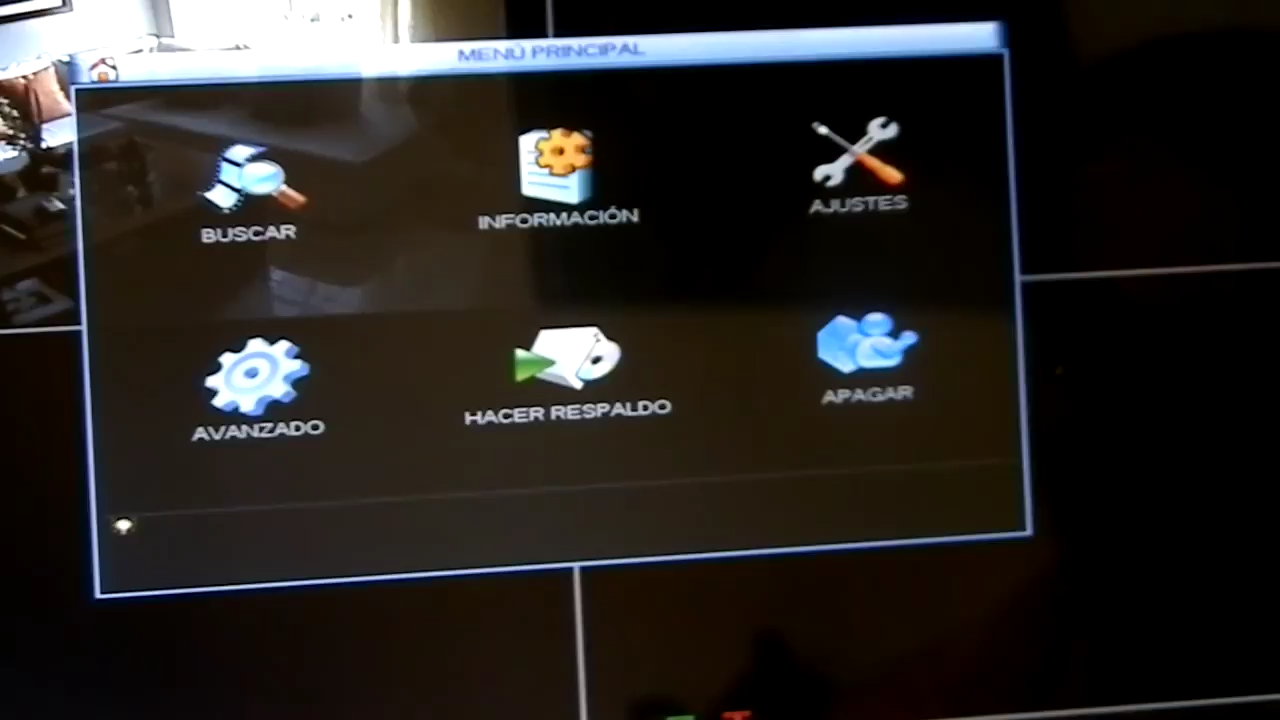 MENÚ PRINCIPAL
BUSCAR
INFORMACIÓN
AJUSTES
AVANZADO
HACER RESPALDO
APAGAR